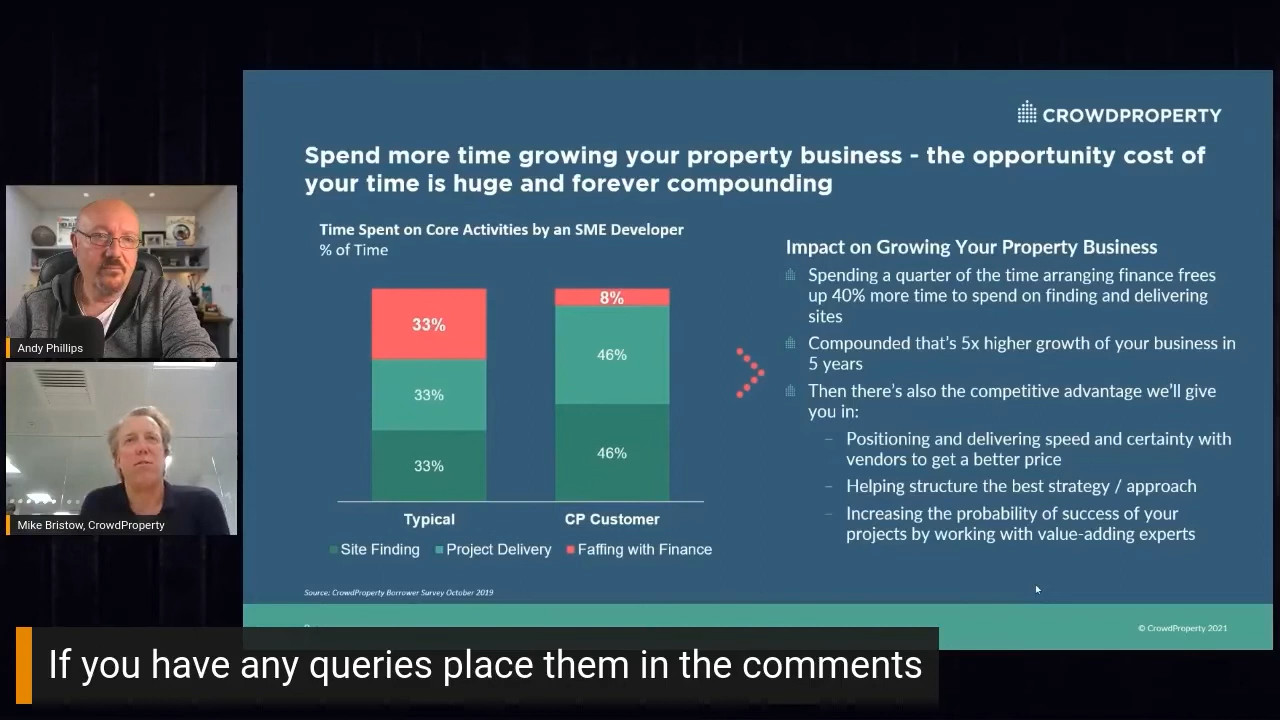 CROWDPROPERTY
Spend more time growing your property business - the opportunity cost of
your time is huge and forever compounding
Time Spent on Core Activities by an SME Developer
% of Time
33%
33%
33%
8%
46%
46%
Typical
CP Customer
Site Finding
Project Delivery
Faffing with Finance
Impact on Growing Your Property Business
Spending a quarter of the time arranging finance frees
up 40% more time to spend on finding and delivering
sites
Compounded that's 5x higher growth of your business in
5 years
Then there's also the competitive advantage we'll give
you in:
– Positioning and delivering speed and certainty with
vendors to get a better price
– Helping structure the best strategy / approach
– Increasing the probability of success of your
projects by working with value-adding experts
Source: CrowdProperty Borrower Survey October 2019
© CrowdProperty 2021
Andy Phillips
Mike Bristow, CrowdProperty
If you have any queries place them in the comments